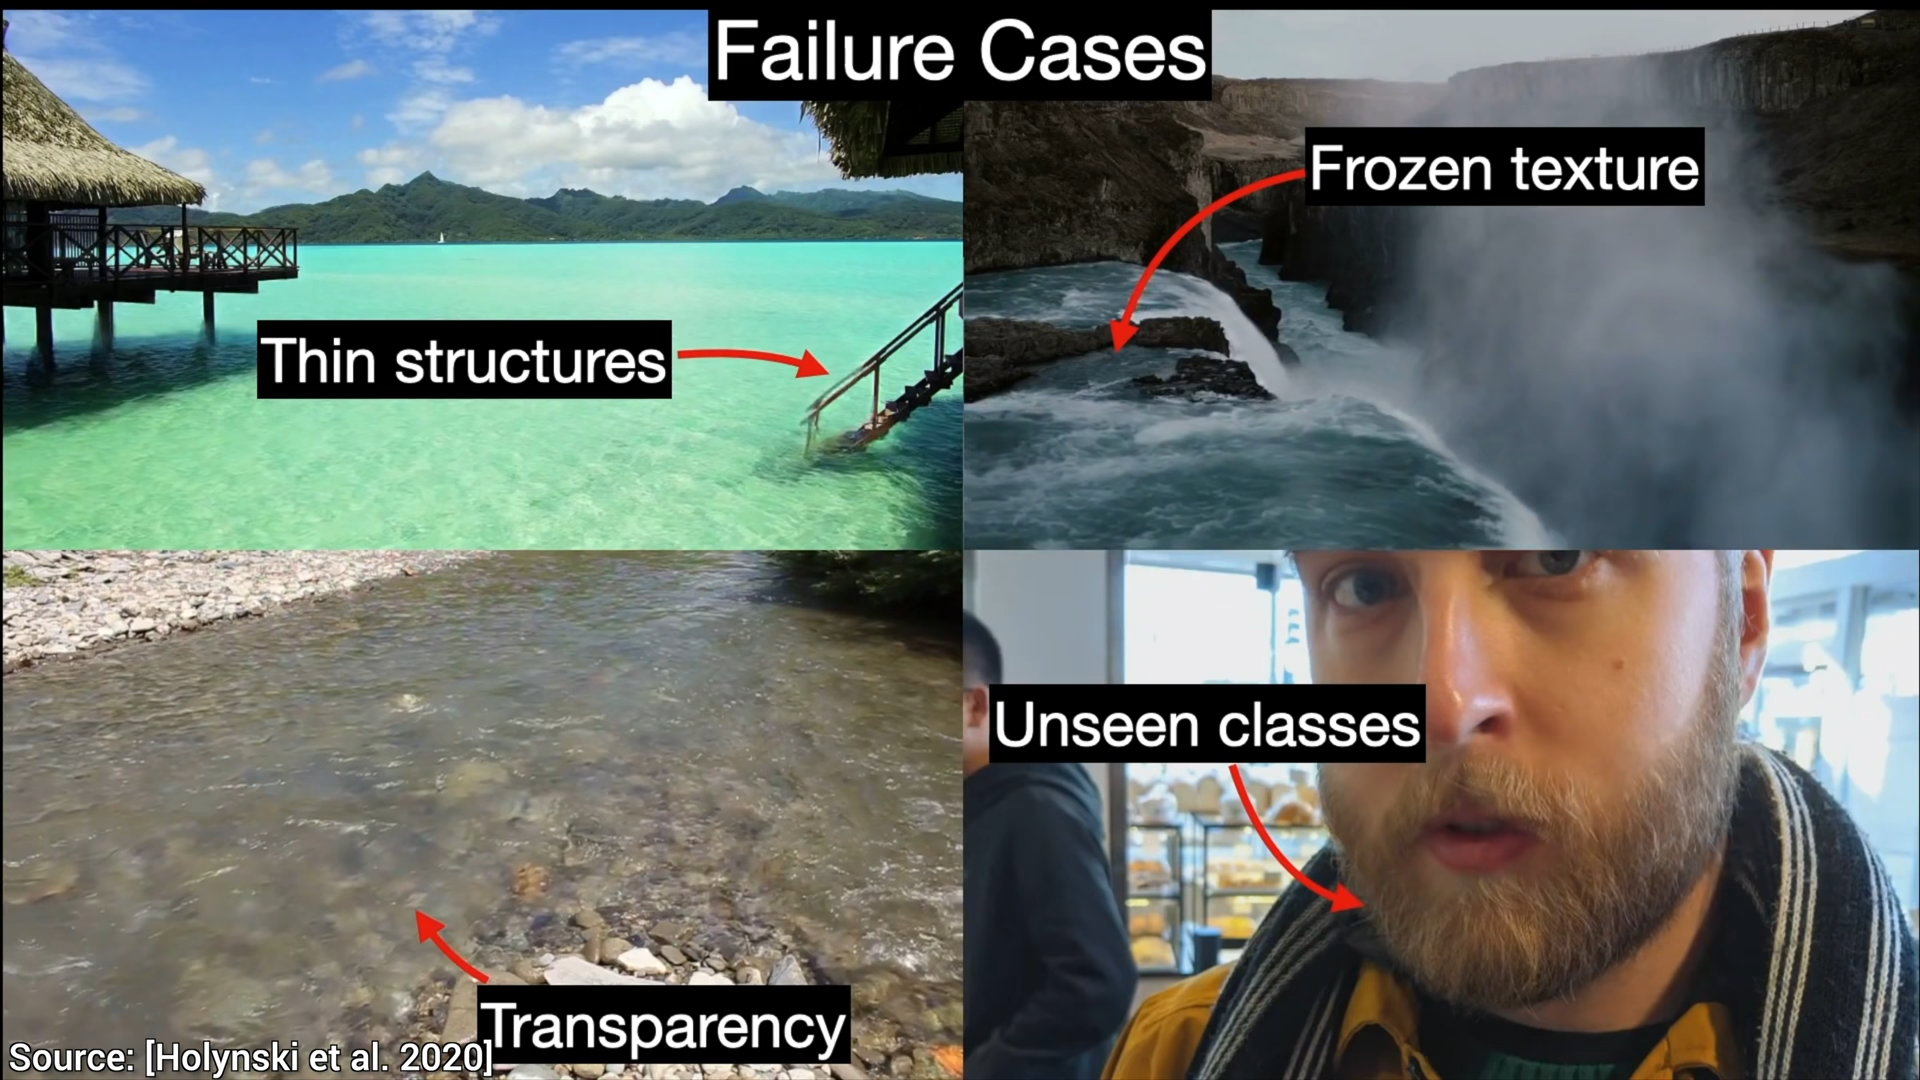 Failure Cases
Thin structures
Frozen texture
Unseen classes
Transparency
Source: [Holynski et al. 2020]